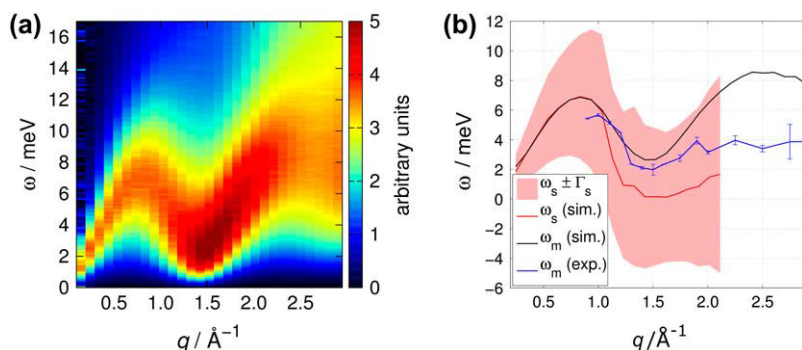 (a)
16
14
12
10
8
6
4
2
0
ω / meV
0.5 1.0 1.5 2.0 2.5
q / Å⁻¹
5
4
3
2
1
0
arbitrary units
(b)
12
10
8
6
4
2
0
−2
−4
−6
ω / meV
ωₛ ± Γₛ
ωₛ (sim.)
ωₘ (sim.)
ωₘ (exp.)
0.5 1.0 1.5 2.0 2.5
q/Å⁻¹